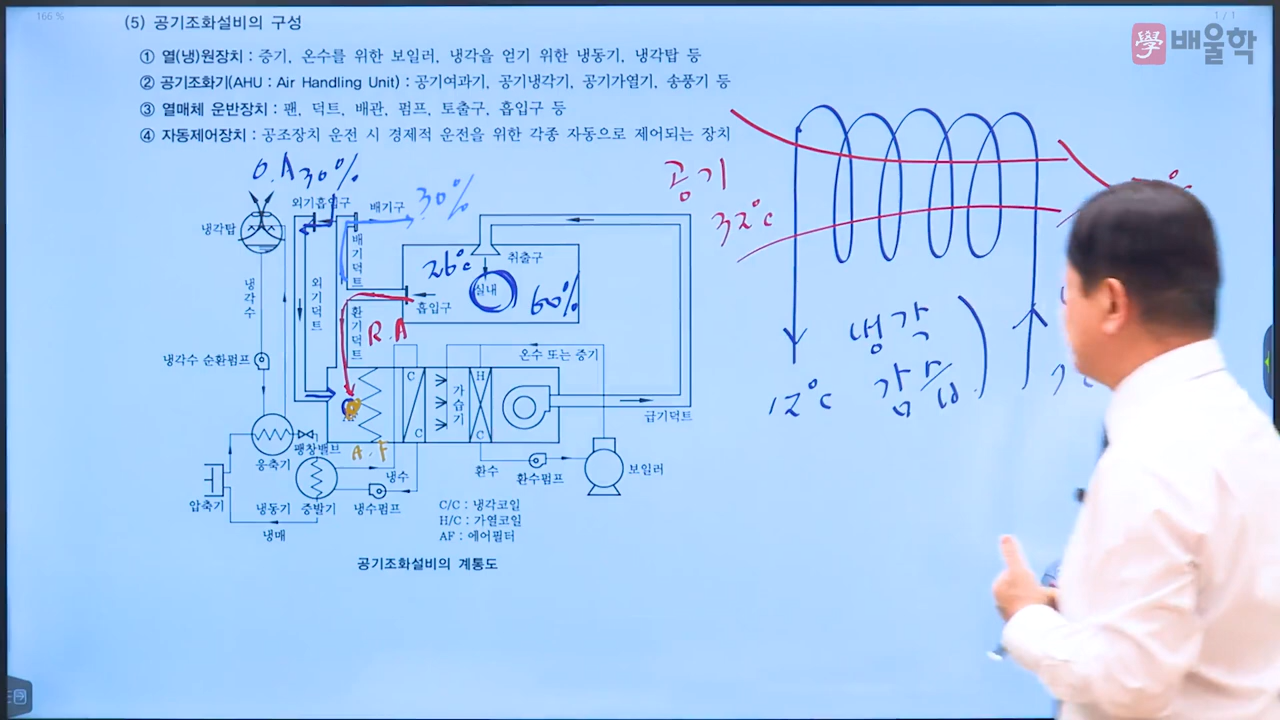 166 %
1 / 1
學 배울학
(5) 공기조화설비의 구성
① 열(냉)원장치 : 증기, 온수를 위한 보일러, 냉각을 얻기 위한 냉동기, 냉각탑 등
② 공기조화기(AHU : Air Handling Unit) : 공기여과기, 공기냉각기, 공기가열기, 송풍기 등
③ 열매체 운반장치 : 팬, 덕트, 배관, 펌프, 토출구, 흡입구 등
④ 자동제어장치 : 공조장치 운전 시 경제적 운전을 위한 각종 자동으로 제어되는 장치
O.A 30%
30%
외기흡입구
배기구
냉각탑
배기덕트
취출구
26℃
실내
60%
흡입구
냉각수
외기덕트
환기덕트
R.A
냉각수 순환펌프
온수 또는 증기
C
C
가습기
H
C
급기덕트
A.F
팽창밸브
응축기
냉수
환수
환수펌프
보일러
압축기
냉동기
증발기
냉수펌프
냉매
C/C : 냉각코일
H/C : 가열코일
AF : 에어필터
공기조화설비의 계통도
공기
32℃
냉각
감습
12℃